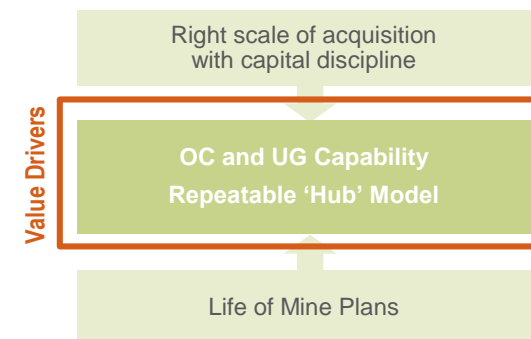 Right scale of acquisition
with capital discipline
Value Drivers
OC and UG Capability
Repeatable ‘Hub’ Model
Life of Mine Plans